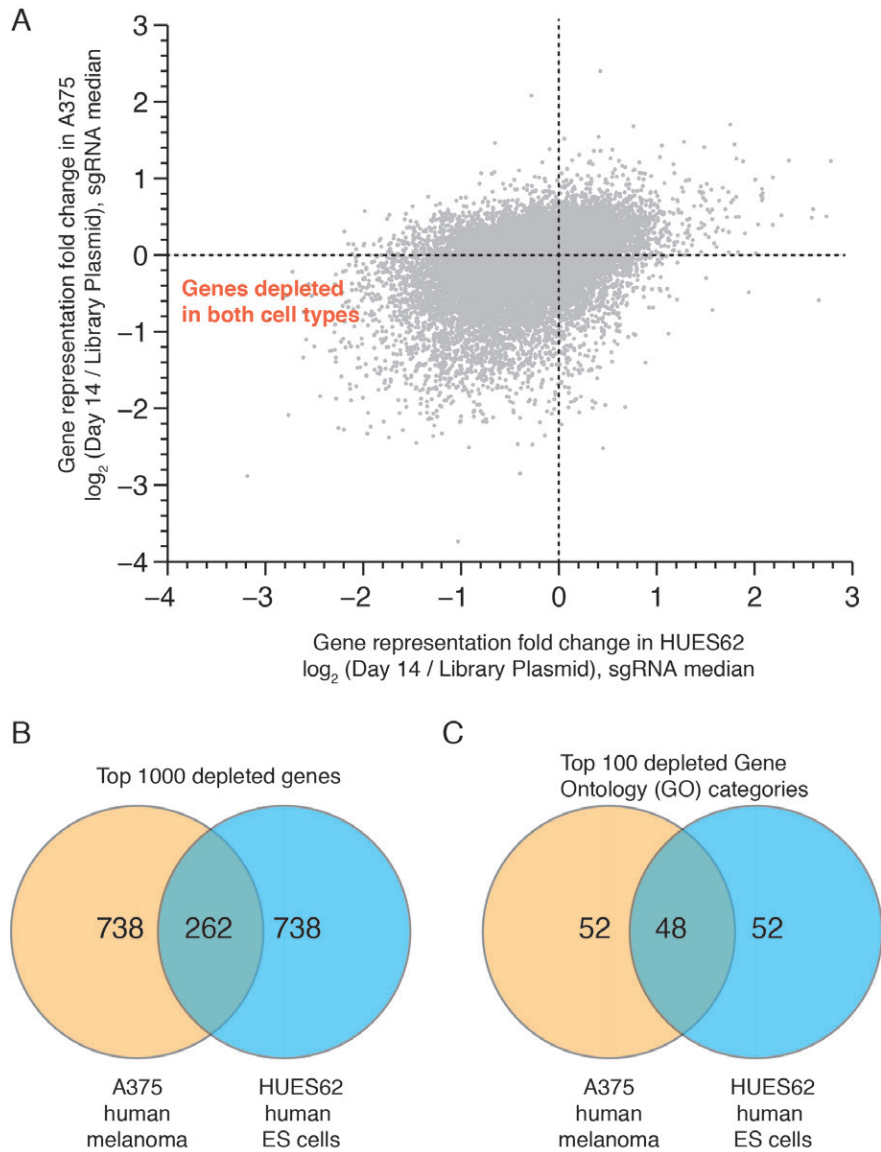 A
Gene representation fold change in A375
log₂ (Day 14 / Library Plasmid), sgRNA median
3
2
1
0
−1
−2
−3
−4
Genes depleted
in both cell types
−4 −3 −2 −1 0 1 2 3
Gene representation fold change in HUES62
log₂ (Day 14 / Library Plasmid), sgRNA median
B
Top 1000 depleted genes
738 262 738
A375
human
melanoma
HUES62
human
ES cells
C
Top 100 depleted Gene
Ontology (GO) categories
52 48 52
A375
human
melanoma
HUES62
human
ES cells